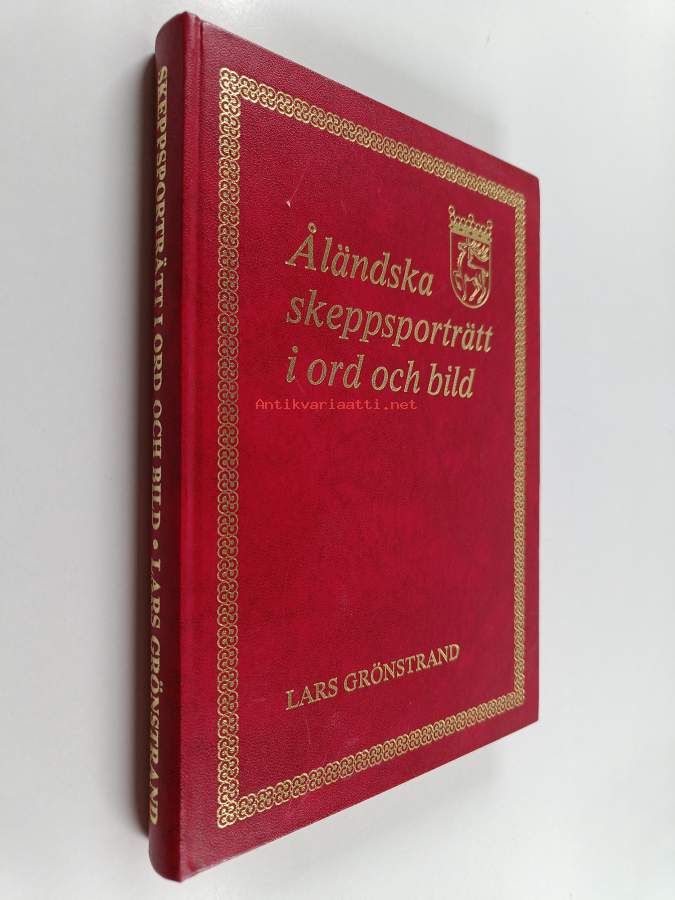 SKEPPSPORTRÄTT I ORD OCH BILD • LARS GRÖNSTRAND
Åländska
skeppsporträtt
i ord och bild
Antikvariaatti.net
LARS GRÖNSTRAND